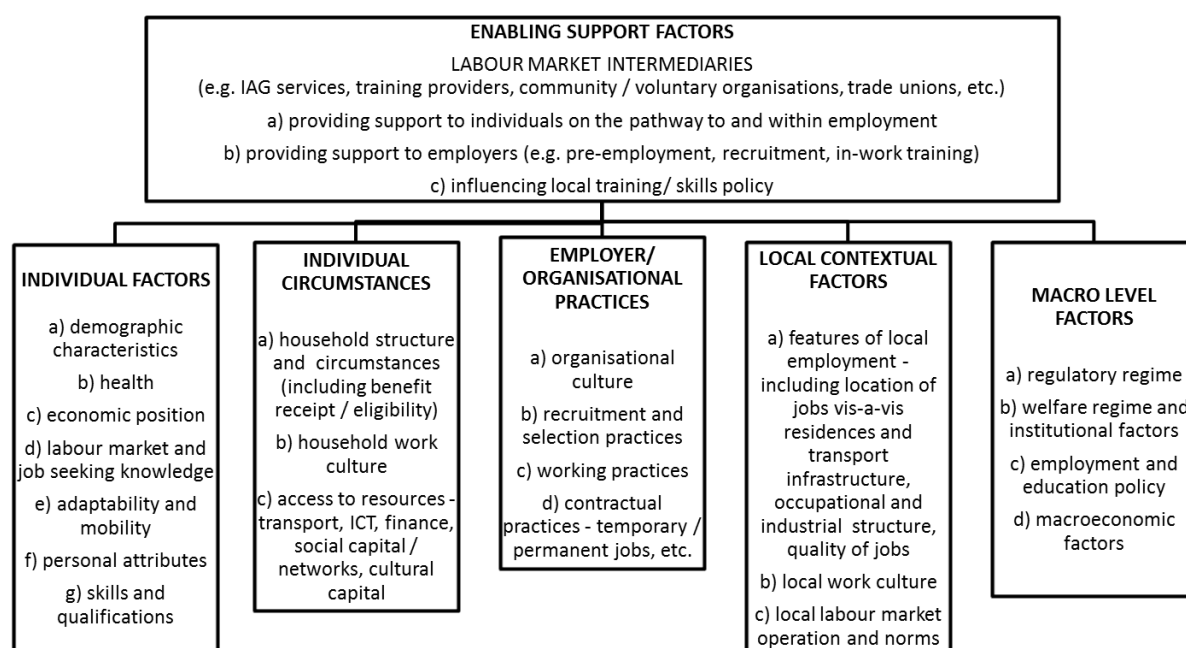 ENABLING SUPPORT FACTORS
LABOUR MARKET INTERMEDIARIES
(e.g. IAG services, training providers, community / voluntary organisations, trade unions, etc.)
a) providing support to individuals on the pathway to and within employment
b) providing support to employers (e.g. pre-employment, recruitment, in-work training)
c) influencing local training/ skills policy
INDIVIDUAL FACTORS
a) demographic
characteristics
b) health
c) economic position
d) labour market and
job seeking knowledge
e) adaptability and
mobility
f) personal attributes
g) skills and
qualifications
INDIVIDUAL
CIRCUMSTANCES
a) household structure
and circumstances
(including benefit
receipt / eligibility)
b) household work
culture
c) access to resources -
transport, ICT, finance,
social capital /
networks, cultural
capital
EMPLOYER/
ORGANISATIONAL
PRACTICES
a) organisational
culture
b) recruitment and
selection practices
c) working practices
d) contractual
practices - temporary /
permanent jobs, etc.
LOCAL CONTEXTUAL
FACTORS
a) features of local
employment -
including location of
jobs vis-a-vis
residences and
transport
infrastructure,
occupational and
industrial structure,
quality of jobs
b) local work culture
c) local labour market
operation and norms
MACRO LEVEL
FACTORS
a) regulatory regime
b) welfare regime and
institutional factors
c) employment and
education policy
d) macroeconomic
factors